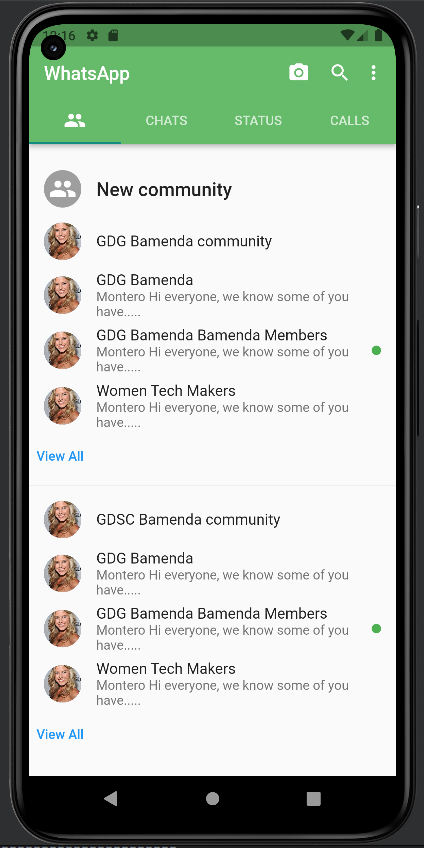 12:16
WhatsApp
CHATS
STATUS
CALLS
New community
GDG Bamenda community
GDG Bamenda
Montero Hi everyone, we know some of you
have.....
GDG Bamenda Bamenda Members
Montero Hi everyone, we know some of you
have.....
Women Tech Makers
Montero Hi everyone, we know some of you
have.....
View All
GDSC Bamenda community
GDG Bamenda
Montero Hi everyone, we know some of you
have.....
GDG Bamenda Bamenda Members
Montero Hi everyone, we know some of you
have.....
Women Tech Makers
Montero Hi everyone, we know some of you
have.....
View All